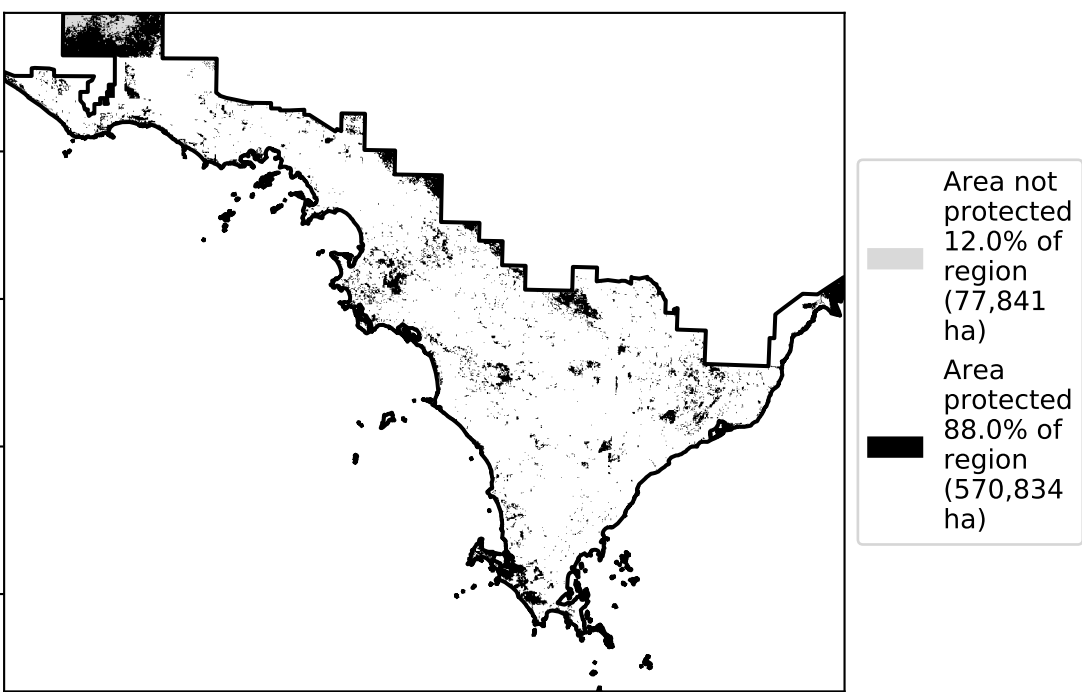 Area not
protected
12.0% of
region
(77,841
ha)
Area
protected
88.0% of
region
(570,834
ha)